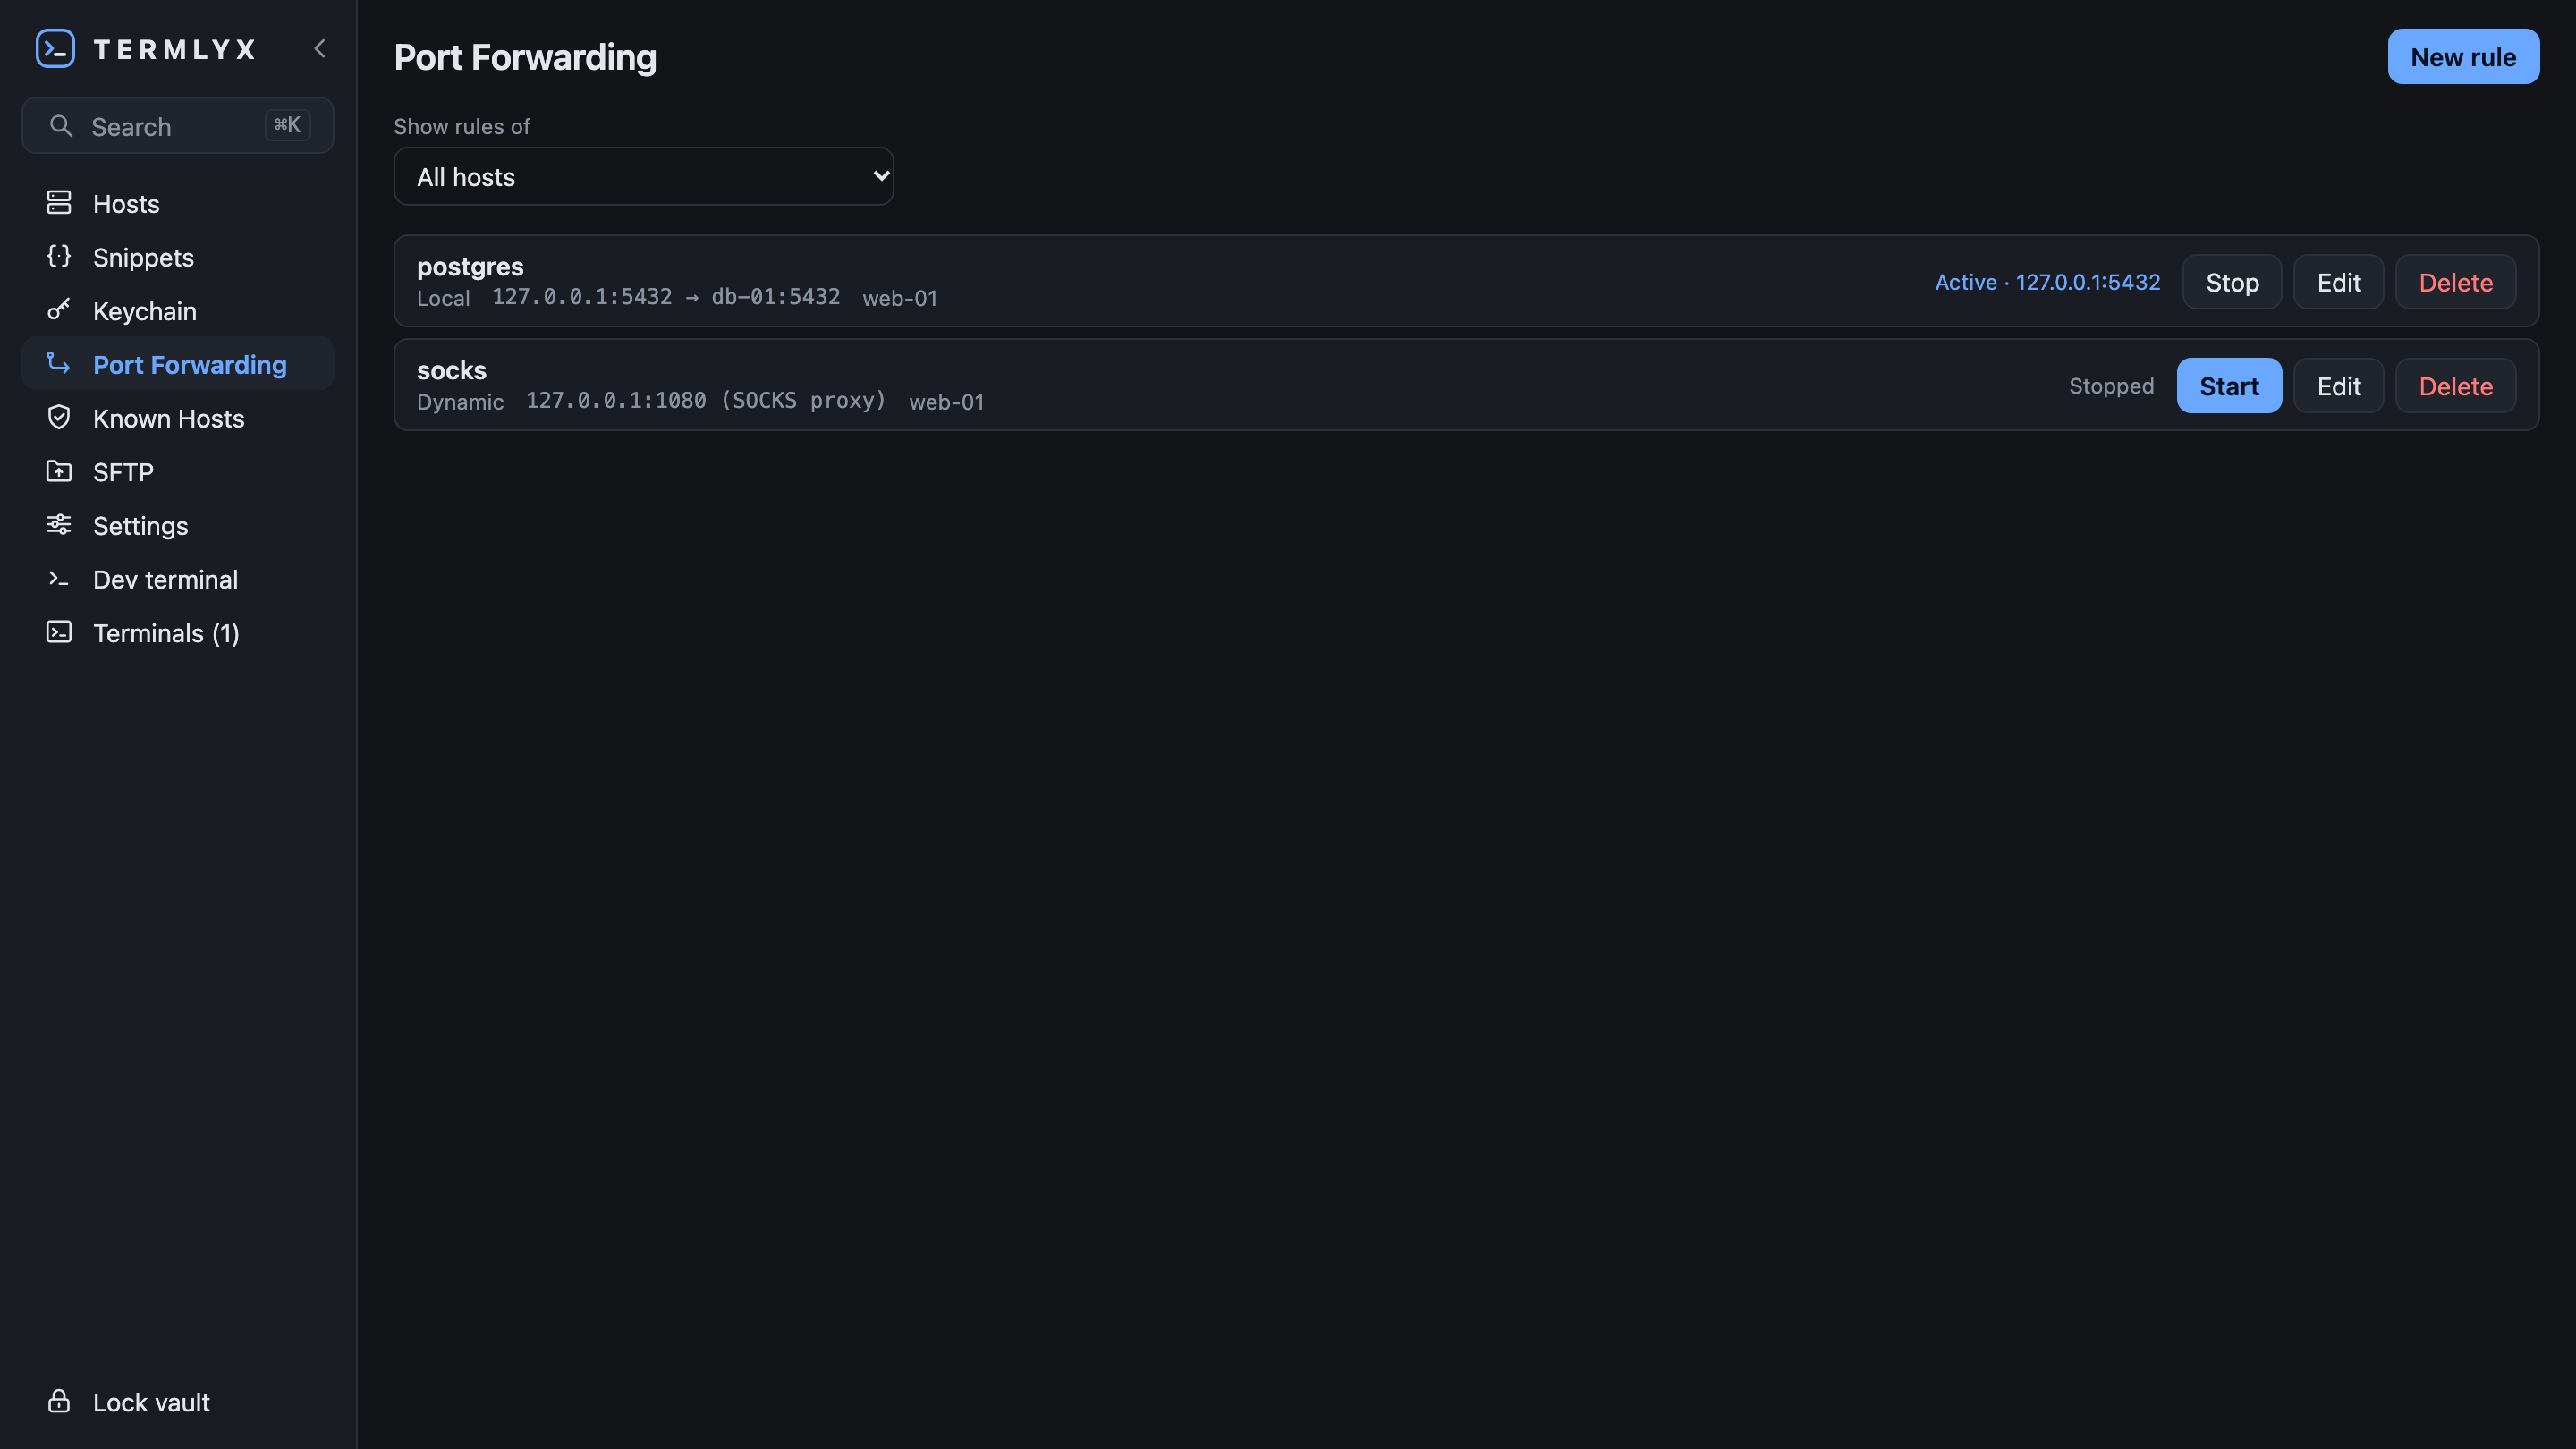 TERMLYX
Search ⌘K
Hosts
Snippets
Keychain
Port Forwarding
Known Hosts
SFTP
Settings
Dev terminal
Terminals (1)
Lock vault
Port Forwarding
New rule
Show rules of
All hosts
postgres
Local 127.0.0.1:5432 → db-01:5432 web-01
Active · 127.0.0.1:5432 Stop Edit Delete
socks
Dynamic 127.0.0.1:1080 (SOCKS proxy) web-01
Stopped Start Edit Delete